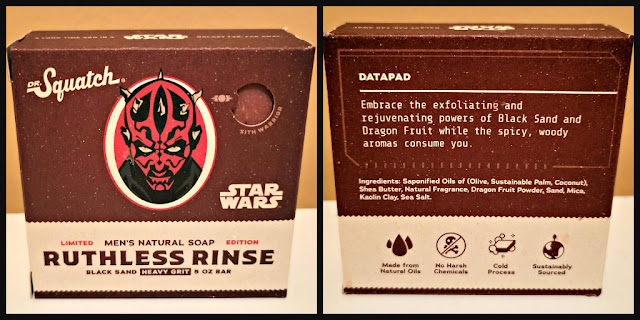 DR.
Squatch®
SITH WARRIOR
STAR
WARS
LIMITED MEN'S NATURAL SOAP EDITION
RUTHLESS RINSE
BLACK SAND HEAVY GRIT 5 OZ BAR
DATAPAD
Embrace the exfoliating and
rejuvenating powers of Black Sand and
Dragon Fruit while the spicy, woody
aromas consume you.
Ingredients: Saponified Oils of (Olive, Sustainable Palm, Coconut),
Shea Butter, Natural Fragrance, Dragon Fruit Powder, Sand, Mica,
Kaolin Clay, Sea Salt.
Made from
Natural Oils
No Harsh
Chemicals
Cold
Process
Sustainably
Sourced